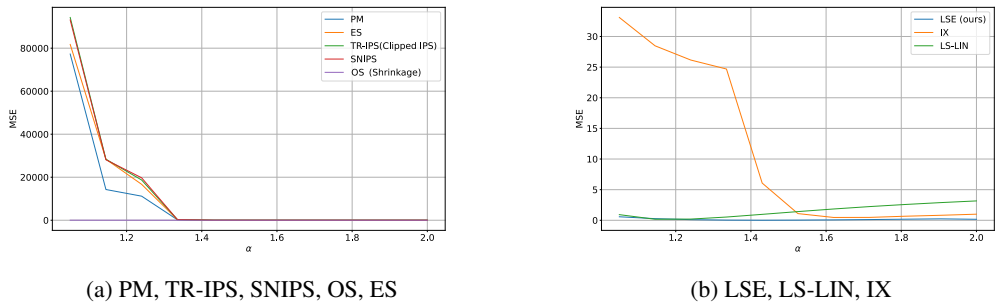 PM
ES
TR-IPS(Clipped IPS)
SNIPS
OS (Shrinkage)
80000
60000
40000
20000
0
MSE
1.2
1.4
1.6
1.8
2.0
α
(a) PM, TR-IPS, SNIPS, OS, ES
LSE (ours)
IX
LS-LIN
30
25
20
15
10
5
0
MSE
1.2
1.4
1.6
1.8
2.0
α
(b) LSE, LS-LIN, IX